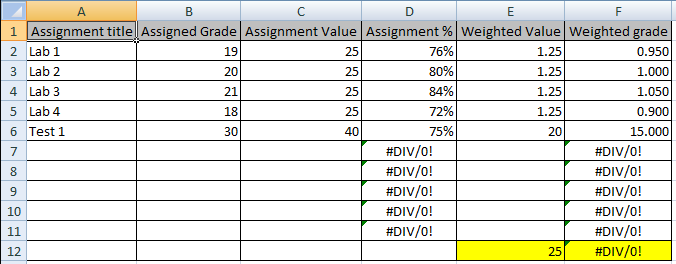 A B C D E F
1 Assignment title Assigned Grade Assignment Value Assignment % Weighted Value Weighted grade
2 Lab 1 19 25 76% 1.25 0.950
3 Lab 2 20 25 80% 1.25 1.000
4 Lab 3 21 25 84% 1.25 1.050
5 Lab 4 18 25 72% 1.25 0.900
6 Test 1 30 40 75% 20 15.000
7 #DIV/0! #DIV/0!
8 #DIV/0! #DIV/0!
9 #DIV/0! #DIV/0!
10 #DIV/0! #DIV/0!
11 #DIV/0! #DIV/0!
12 25 #DIV/0!